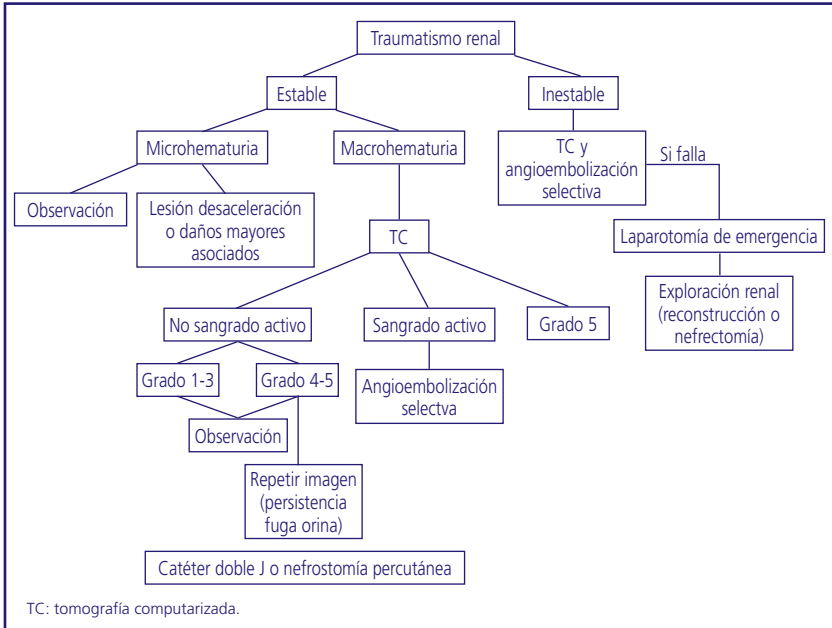 Traumatismo renal
Estable
Inestable
Microhematuria
Macrohematuria
TC y
angioembolización
selectiva
Si falla
Observación
Lesión desaceleración
o daños mayores
asociados
TC
Laparotomía de emergencia
No sangrado activo
Sangrado activo
Grado 5
Exploración renal
(reconstrucción o
nefrectomía)
Grado 1-3
Grado 4-5
Angioembolización
selectva
Observación
Repetir imagen
(persistencia
fuga orina)
Catéter doble J o nefrostomía percutánea
TC: tomografía computarizada.